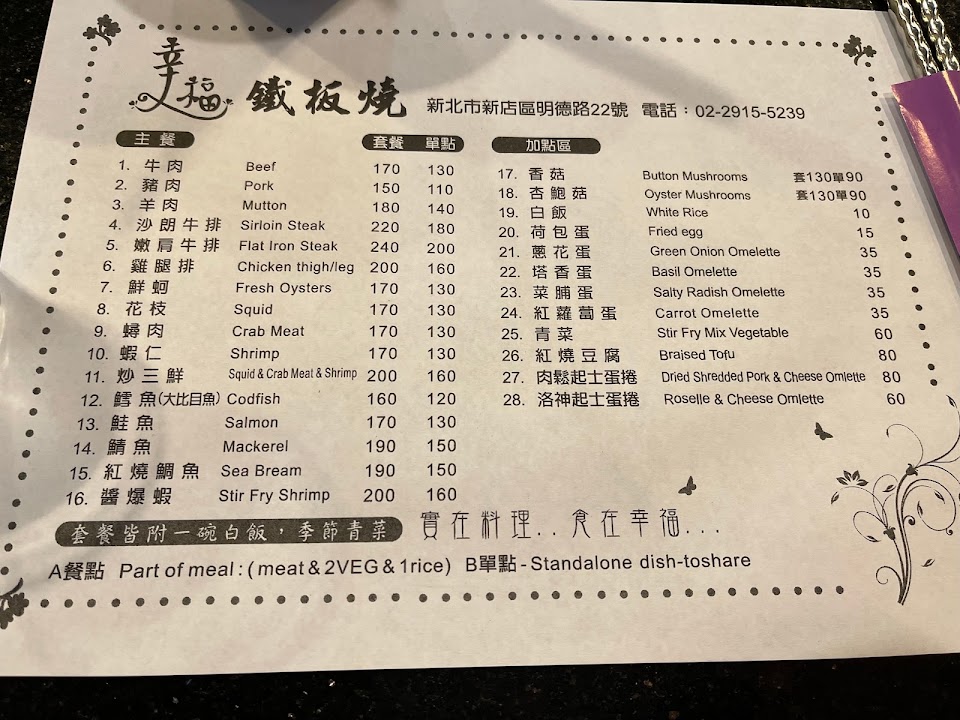 幸福 鐵板燒 新北市新店區明德路22號 電話：02-2915-5239
主餐 套餐 單點
1. 牛肉 Beef 170 130
2. 豬肉 Pork 150 110
3. 羊肉 Mutton 180 140
4. 沙朗牛排 Sirloin Steak 220 180
5. 嫩肩牛排 Flat Iron Steak 240 200
6. 雞腿排 Chicken thigh/leg 200 160
7. 鮮蚵 Fresh Oysters 170 130
8. 花枝 Squid 170 130
9. 蟳肉 Crab Meat 170 130
10. 蝦仁 Shrimp 170 130
11. 炒三鮮 Squid & Crab Meat & Shrimp 200 160
12. 鱈魚(大比目魚) Codfish 160 120
13. 鮭魚 Salmon 170 130
14. 鯖魚 Mackerel 190 150
15. 紅燒鯛魚 Sea Bream 190 150
16. 醬爆蝦 Stir Fry Shrimp 200 160
加點區
17. 香菇 Button Mushrooms 套130單90
18. 杏鮑菇 Oyster Mushrooms 套130單90
19. 白飯 White Rice 10
20. 荷包蛋 Fried egg 15
21. 蔥花蛋 Green Onion Omelette 35
22. 塔香蛋 Basil Omelette 35
23. 菜脯蛋 Salty Radish Omelette 35
24. 紅蘿蔔蛋 Carrot Omelette 35
25. 青菜 Stir Fry Mix Vegetable 60
26. 紅燒豆腐 Braised Tofu 80
27. 肉鬆起士蛋捲 Dried Shredded Pork & Cheese Omlette 80
28. 洛神起士蛋捲 Roselle & Cheese Omlette 60
套餐皆附一碗白飯，季節青菜 實在料理.. 食在幸福...
A餐點 Part of meal : ( meat & 2VEG & 1rice) B單點 - Standalone dish-toshare